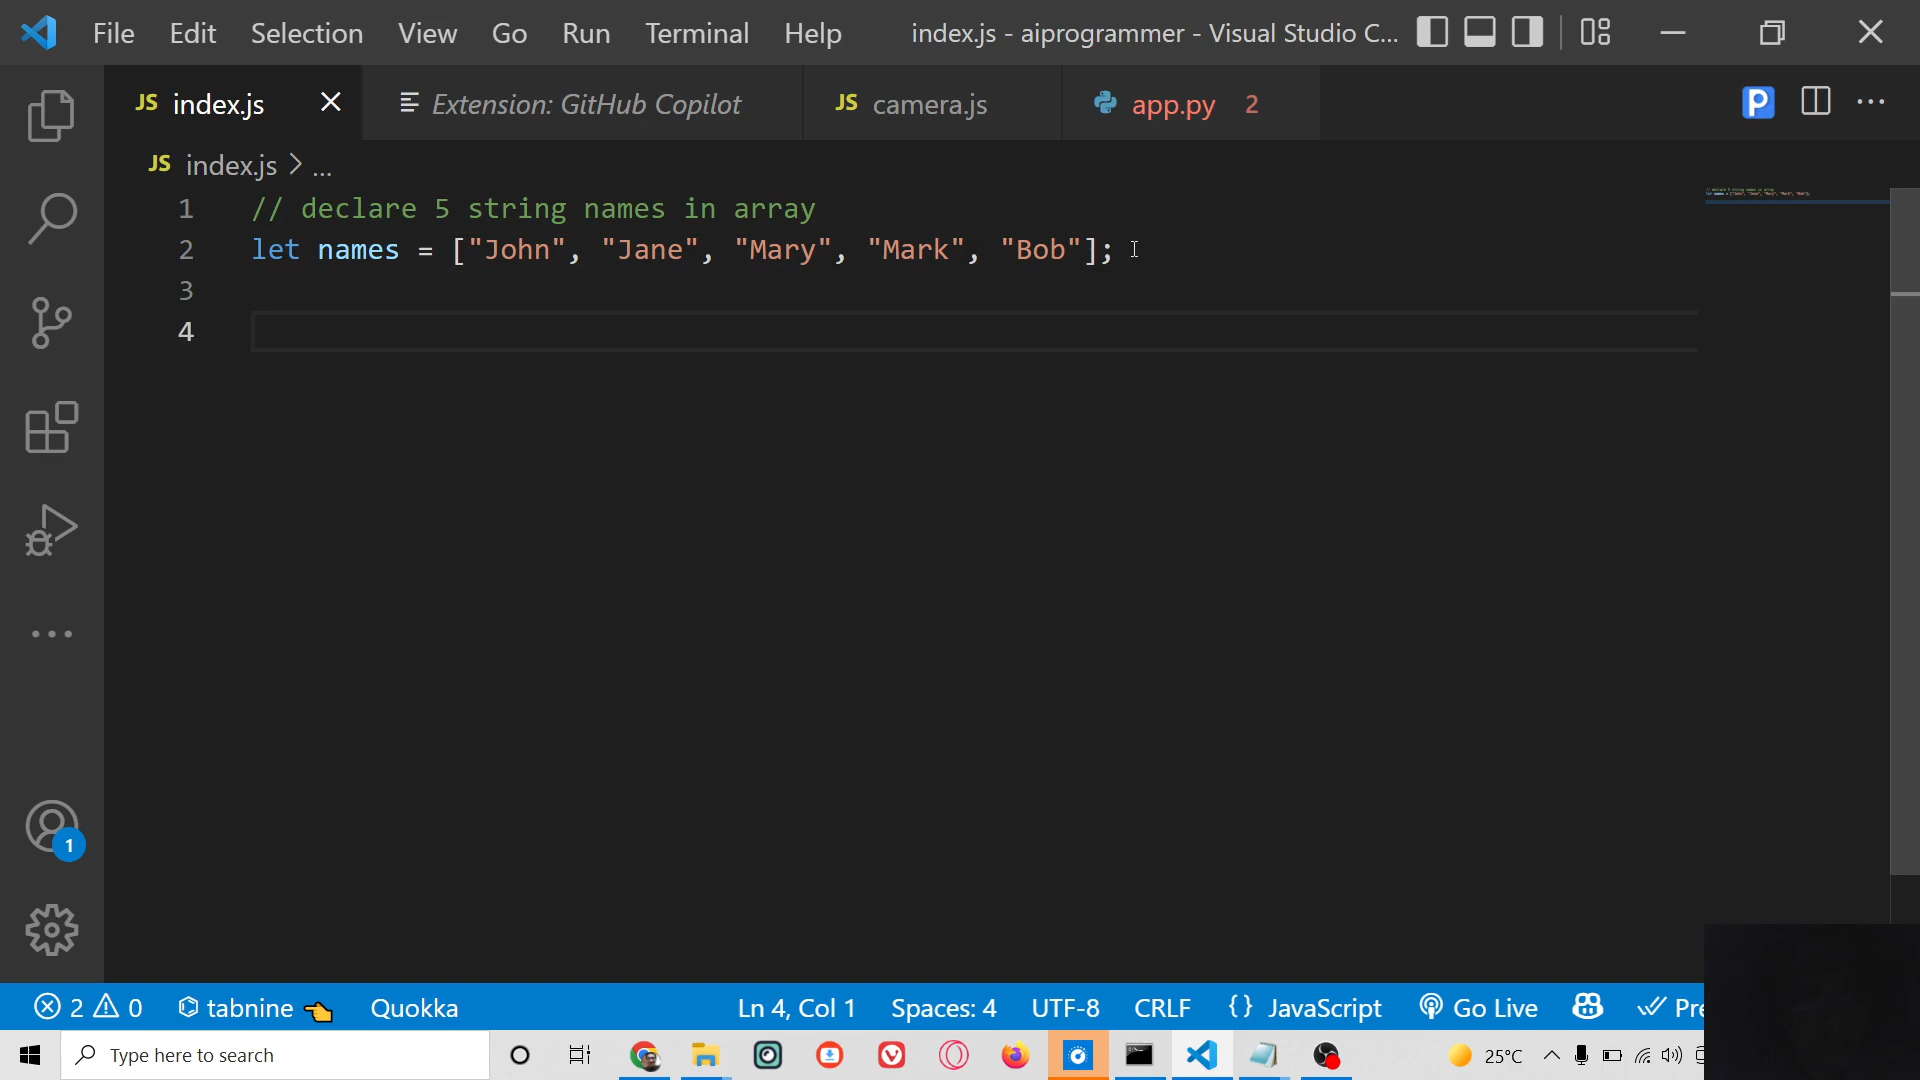 File Edit Selection View Go Run Terminal Help index.js - aiprogrammer - Visual Studio C...
JS index.js Extension: GitHub Copilot JS camera.js app.py 2
JS index.js > ...
1 // declare 5 string names in array
2 let names = ["John", "Jane", "Mary", "Mark", "Bob"];
3
4
1
2 0 tabnine Quokka Ln 4, Col 1 Spaces: 4 UTF-8 CRLF {} JavaScript Go Live Pre
Type here to search 25°C